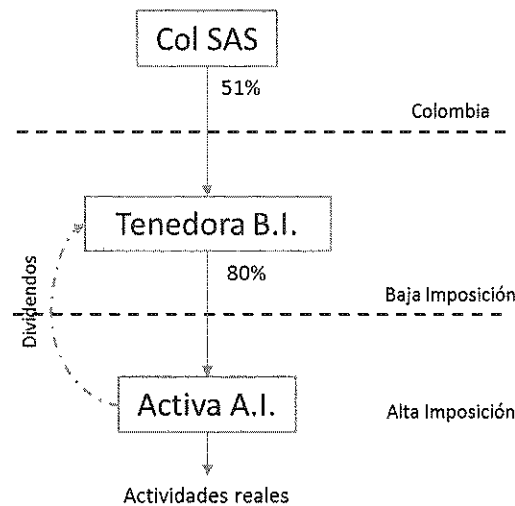 Col SAS
51%
Colombia
Tenedora B.I.
80%
Baja Imposición
Dividendos
Activa A.I.
Alta Imposición
Actividades reales